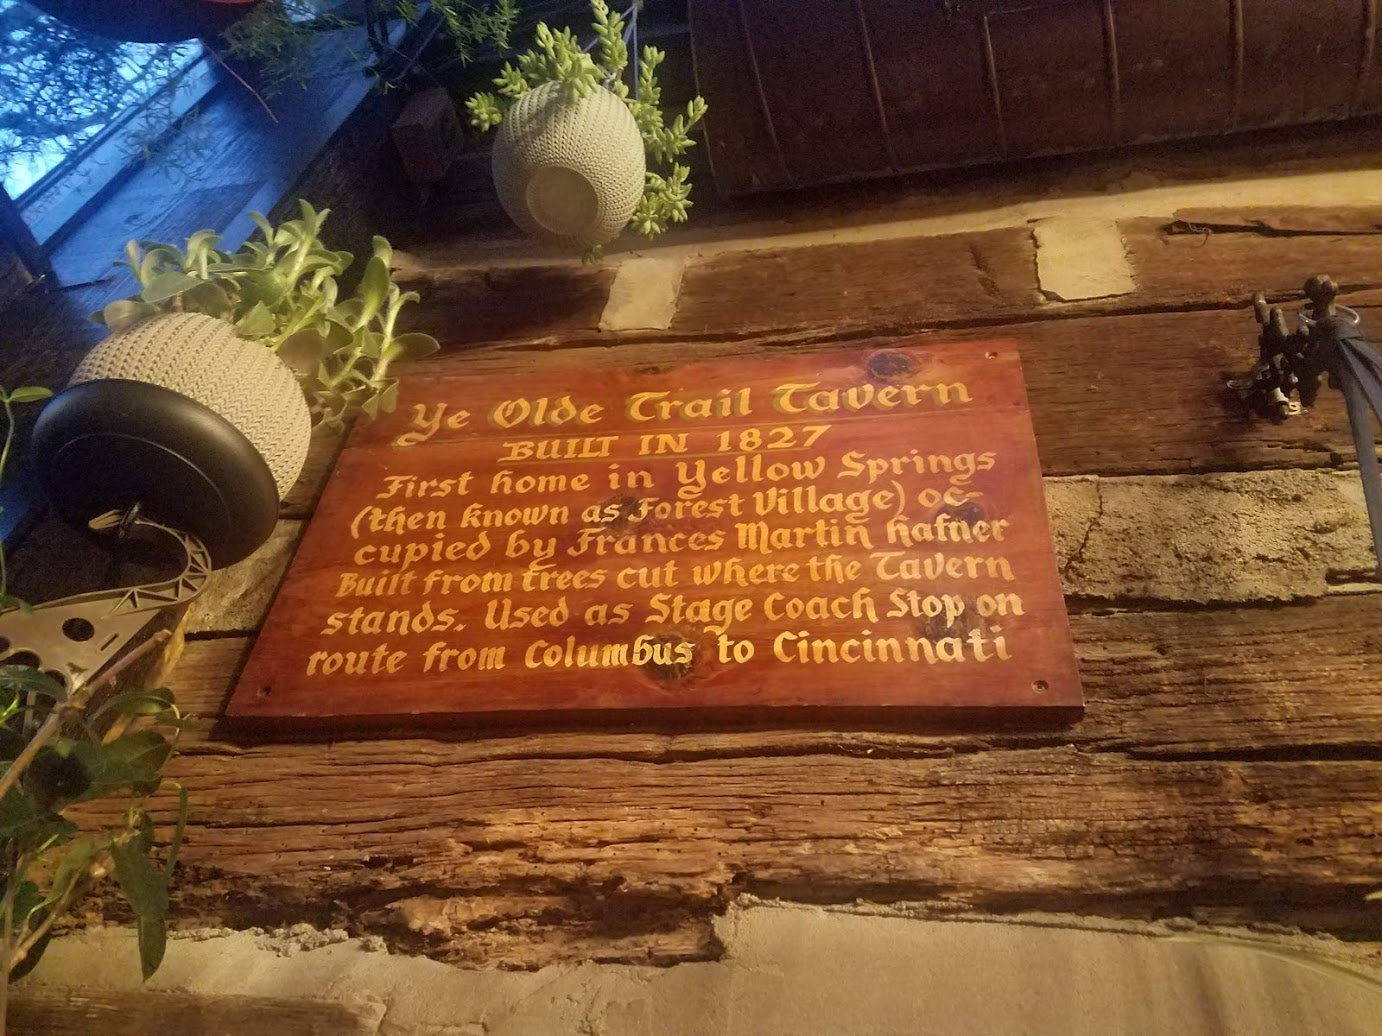 Ye Olde Trail Tavern
BUILT IN 1827
First home in Yellow Springs
(then known as Forest Village) oc-
cupied by Frances Martin Hafner
Built from trees cut where the Tavern
stands. Used as Stage Coach Stop on
route from Columbus to Cincinnati